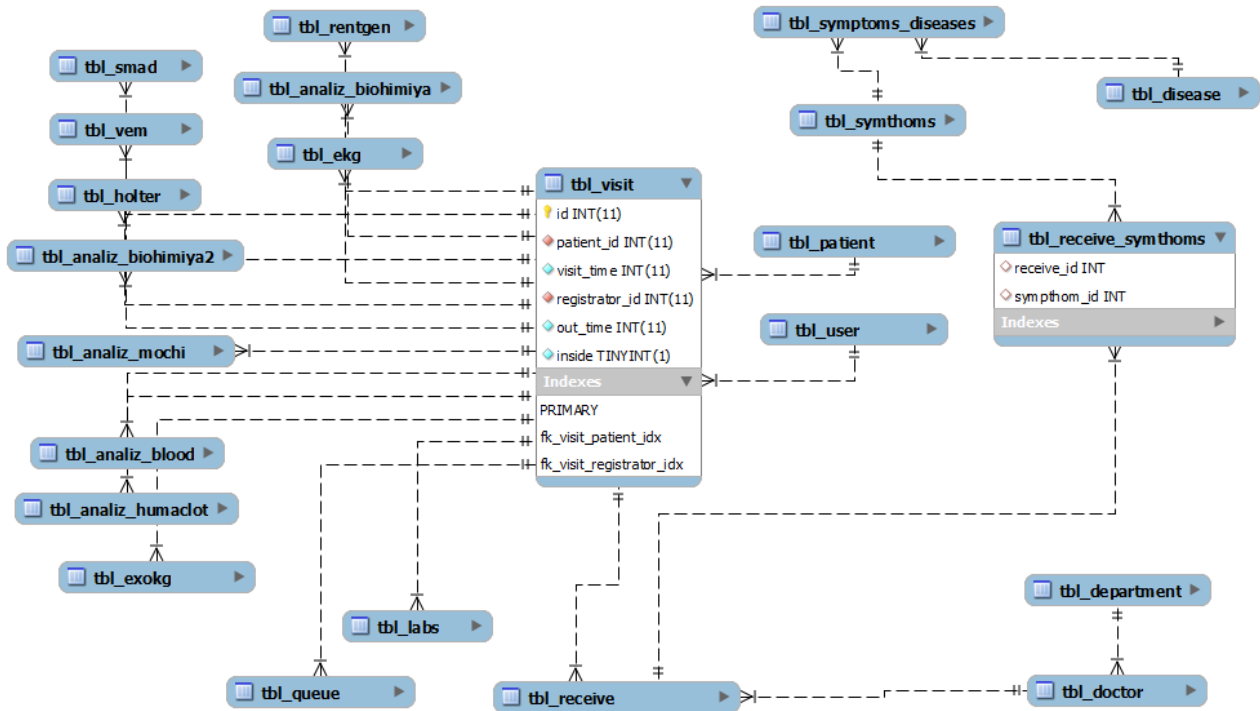 tbl_rentgen
tbl_symptoms_diseases
tbl_smad
tbl_analiz_biohimiya
tbl_disease
tbl_vem
tbl_symthoms
tbl_ekg
tbl_holter
tbl_analiz_biohimiya2
tbl_visit
id INT(11)
patient_id INT(11)
visit_time INT(11)
registrator_id INT(11)
out_time INT(11)
inside TINYINT(1)
Indexes
PRIMARY
fk_visit_patient_idx
fk_visit_registrator_idx
tbl_patient
tbl_user
tbl_receive_symthoms
receive_id INT
sympthom_id INT
Indexes
tbl_analiz_mochi
tbl_analiz_blood
tbl_analiz_humaclot
tbl_exokg
tbl_labs
tbl_queue
tbl_receive
tbl_department
tbl_doctor